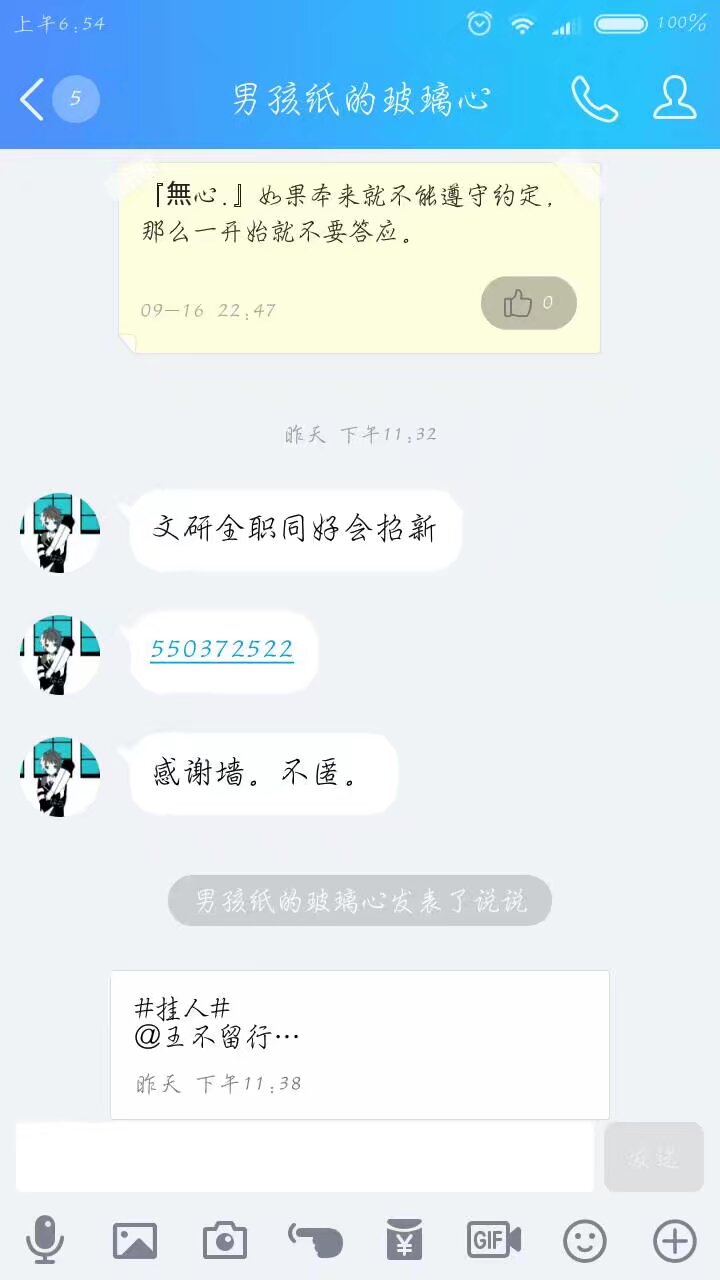 上午6:54
100%
5
男孩纸的玻璃心
『無心.』如果本来就不能遵守约定，
那么一开始就不要答应。
09-16 22:47
0
昨天 下午11:32
文研全职同好会招新
550372522
感谢墙。不匿。
男孩纸的玻璃心发表了说说
#挂人#
@王不留行…
昨天 下午11:38
发送
GIF